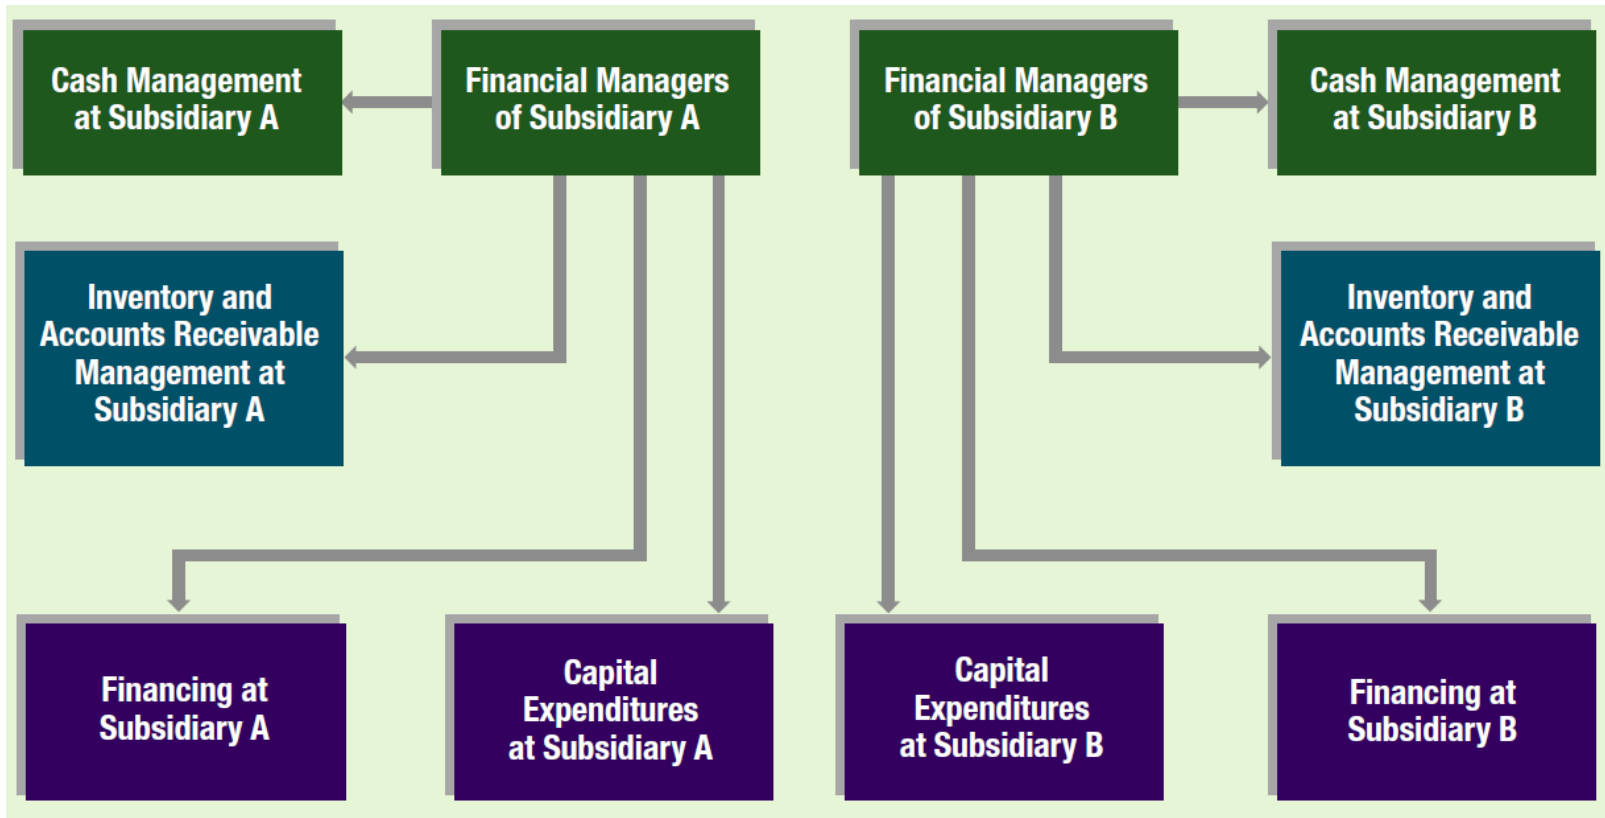 Cash Management
at Subsidiary A
Financial Managers
of Subsidiary A
Financial Managers
of Subsidiary B
Cash Management
at Subsidiary B
Inventory and
Accounts Receivable
Management at
Subsidiary A
Inventory and
Accounts Receivable
Management at
Subsidiary B
Financing at
Subsidiary A
Capital
Expenditures
at Subsidiary A
Capital
Expenditures
at Subsidiary B
Financing at
Subsidiary B